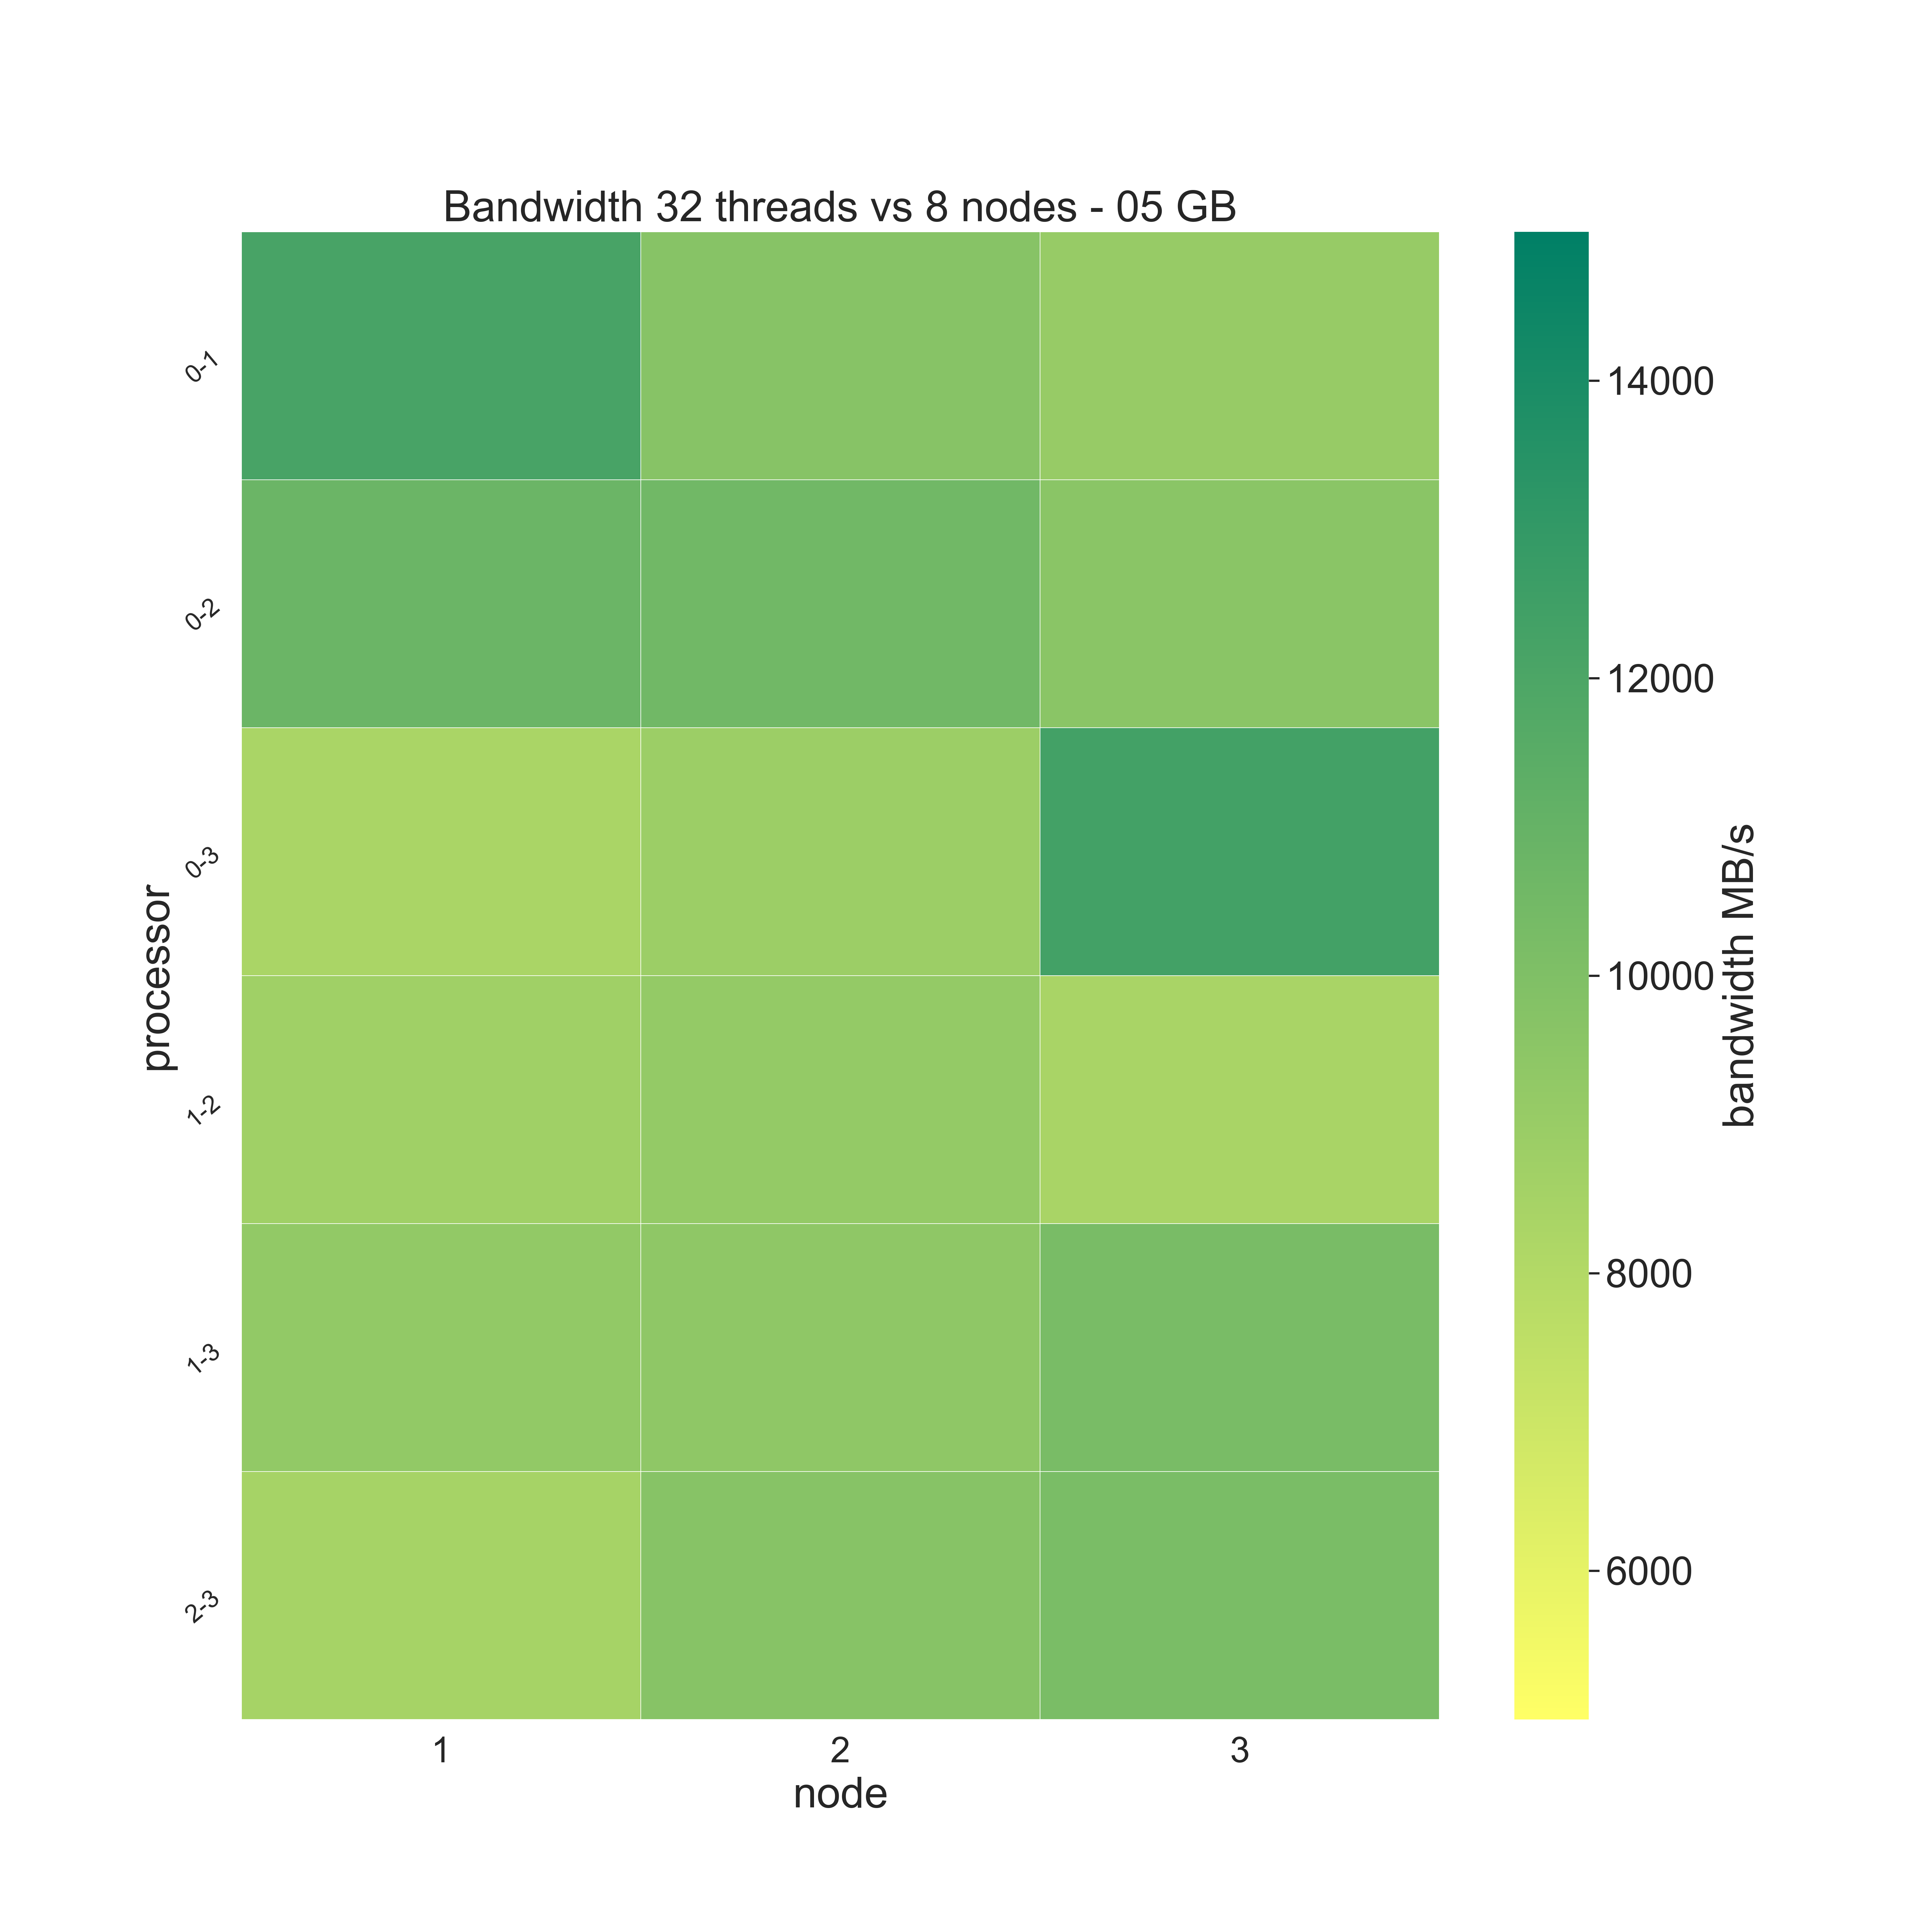 Bandwidth 32 threads vs 8 nodes - 05 GB
processor
0-1
0-2
0-3
1-2
1-3
2-3
1 2 3
node
14000
12000
10000
8000
6000
bandwidth MB/s